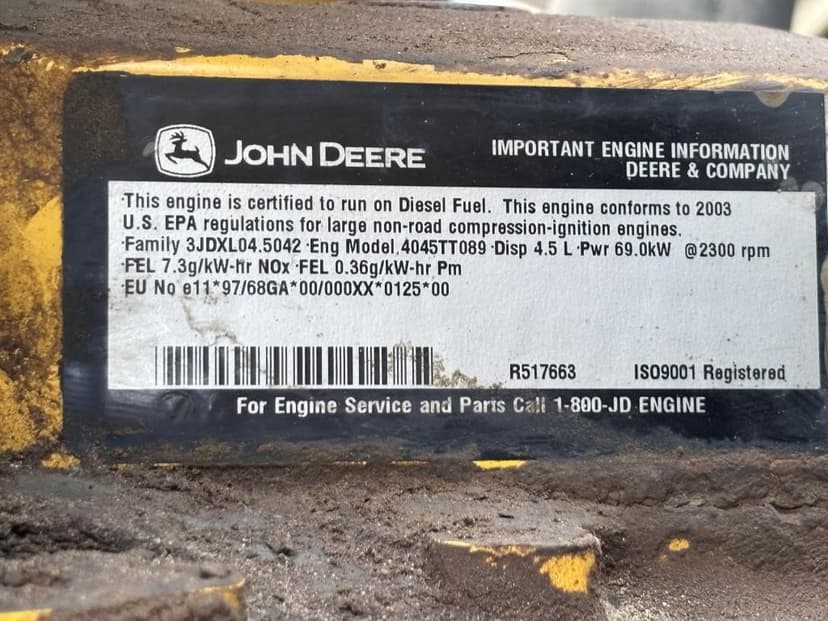 JOHN DEERE
IMPORTANT ENGINE INFORMATION
DEERE & COMPANY
This engine is certified to run on Diesel Fuel. This engine conforms to 2003
U.S. EPA regulations for large non-road compression-ignition engines.
·Family 3JDXL04.5042 ·Eng Model 4045TT089 ·Disp 4.5 L ·Pwr 69.0kW @2300 rpm
·FEL 7.3g/kW-hr NOx ·FEL 0.36g/kW-hr Pm
·EU No e11*97/68GA*00/000XX*0125*00
R517663 ISO9001 Registered
For Engine Service and Parts Call 1-800-JD ENGINE